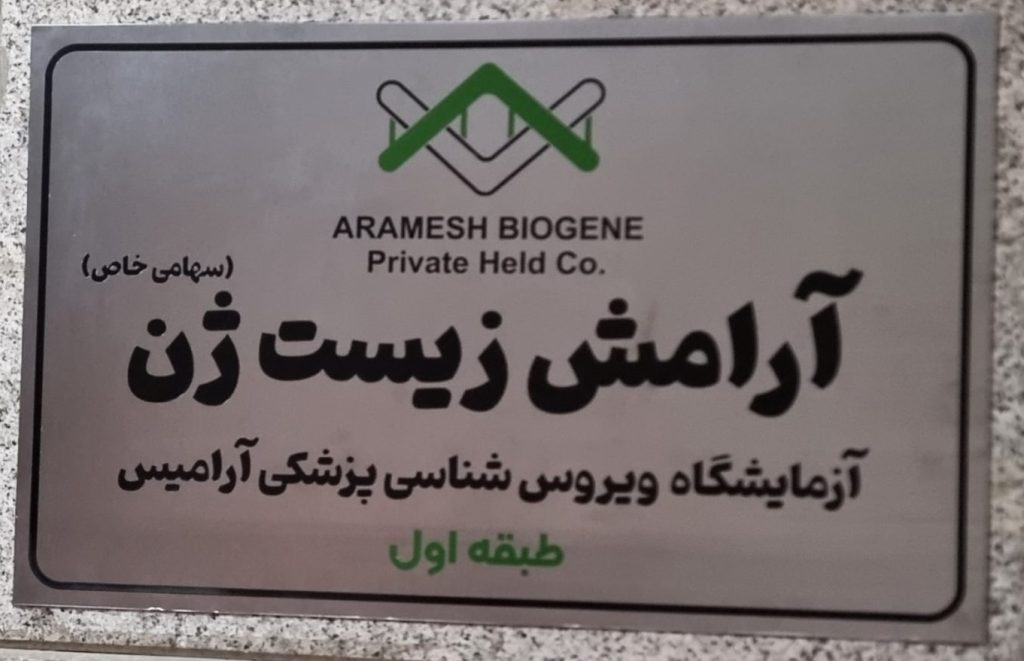 ARAMESH BIOGENE
Private Held Co.
(سهامی خاص)
آرامش زیست ژن
آزمایشگاه ویروس شناسی پزشکی آرامیس
طبقه اول